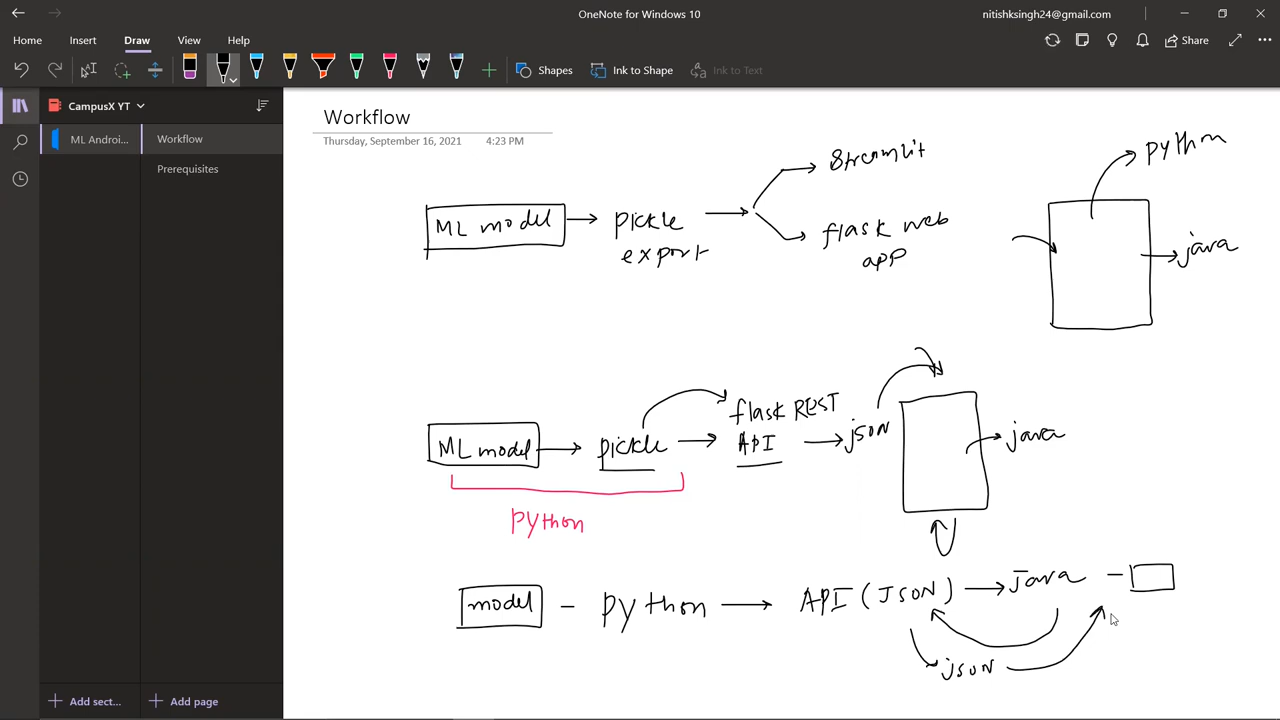 OneNote for Windows 10
nitishksingh24@gmail.com
Home Insert Draw View Help
Share
Shapes
Ink to Shape
Ink to Text
CampusX YT
ML Androi...
Workflow
Prerequisites
Workflow
Thursday, September 16, 2021 4:23 PM
ML model
pickle
export
Streamlit
flask web
app
python
java
ML model
pickle
flask REST
API
json
java
python
model - python
API (JSON)
java -
json
Add sect...
Add page